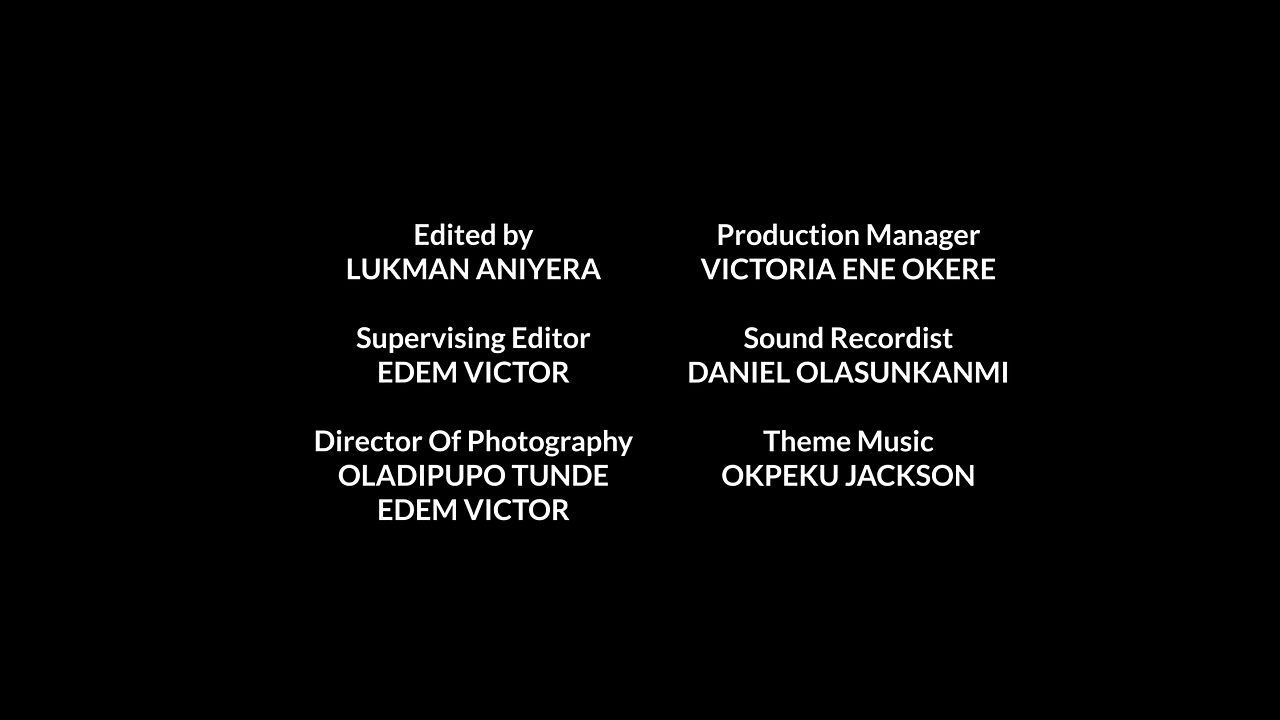 Edited by
LUKMAN ANIYERA
Supervising Editor
EDEM VICTOR
Director Of Photography
OLADIPUPO TUNDE
EDEM VICTOR
Production Manager
VICTORIA ENE OKERE
Sound Recordist
DANIEL OLASUNKANMI
Theme Music
OKPEKU JACKSON